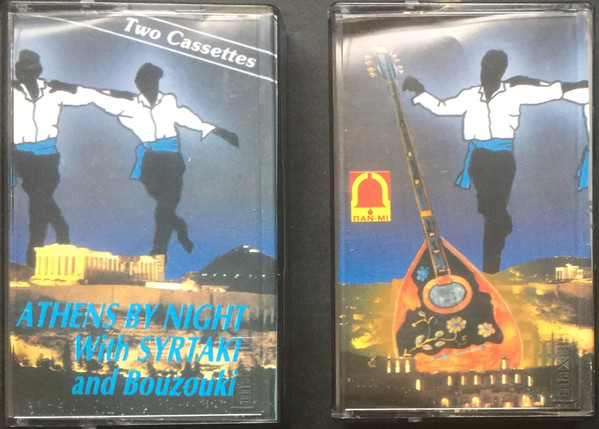 Two Cassettes
ATHENS BY NIGHT
With SYRTAKI
and Bouzouki
ΠΑΝ-ΜΙ